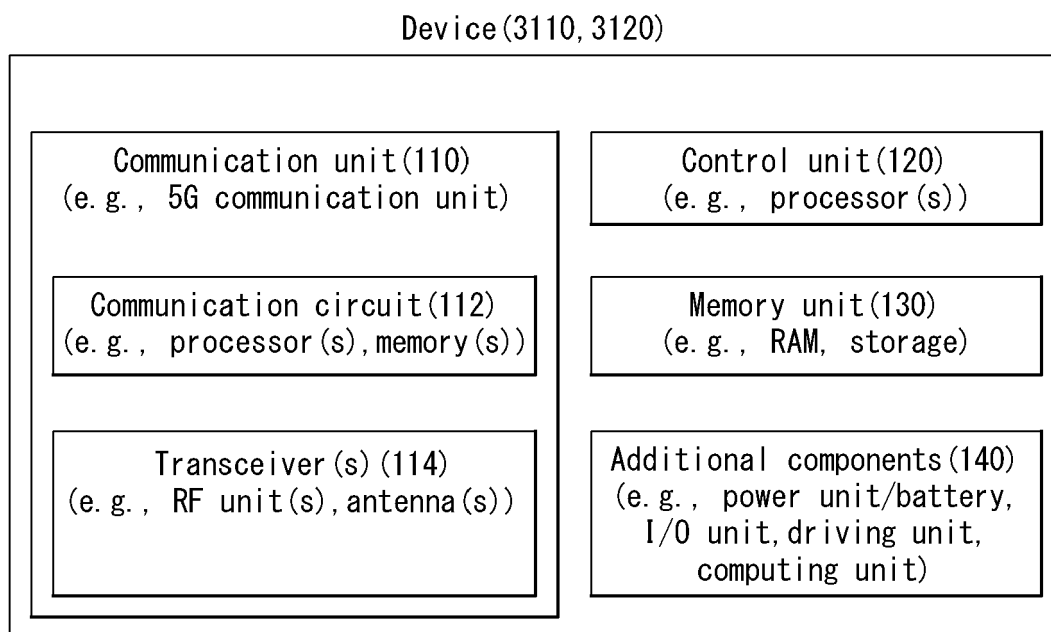 Device(3110,3120)
Communication unit(110)
(e.g., 5G communication unit)
Communication circuit(112)
(e.g., processor(s),memory(s))
Transceiver(s)(114)
(e.g., RF unit(s),antenna(s))
Control unit(120)
(e.g., processor(s))
Memory unit(130)
(e.g., RAM, storage)
Additional components(140)
(e.g., power unit/battery,
I/O unit,driving unit,
computing unit)